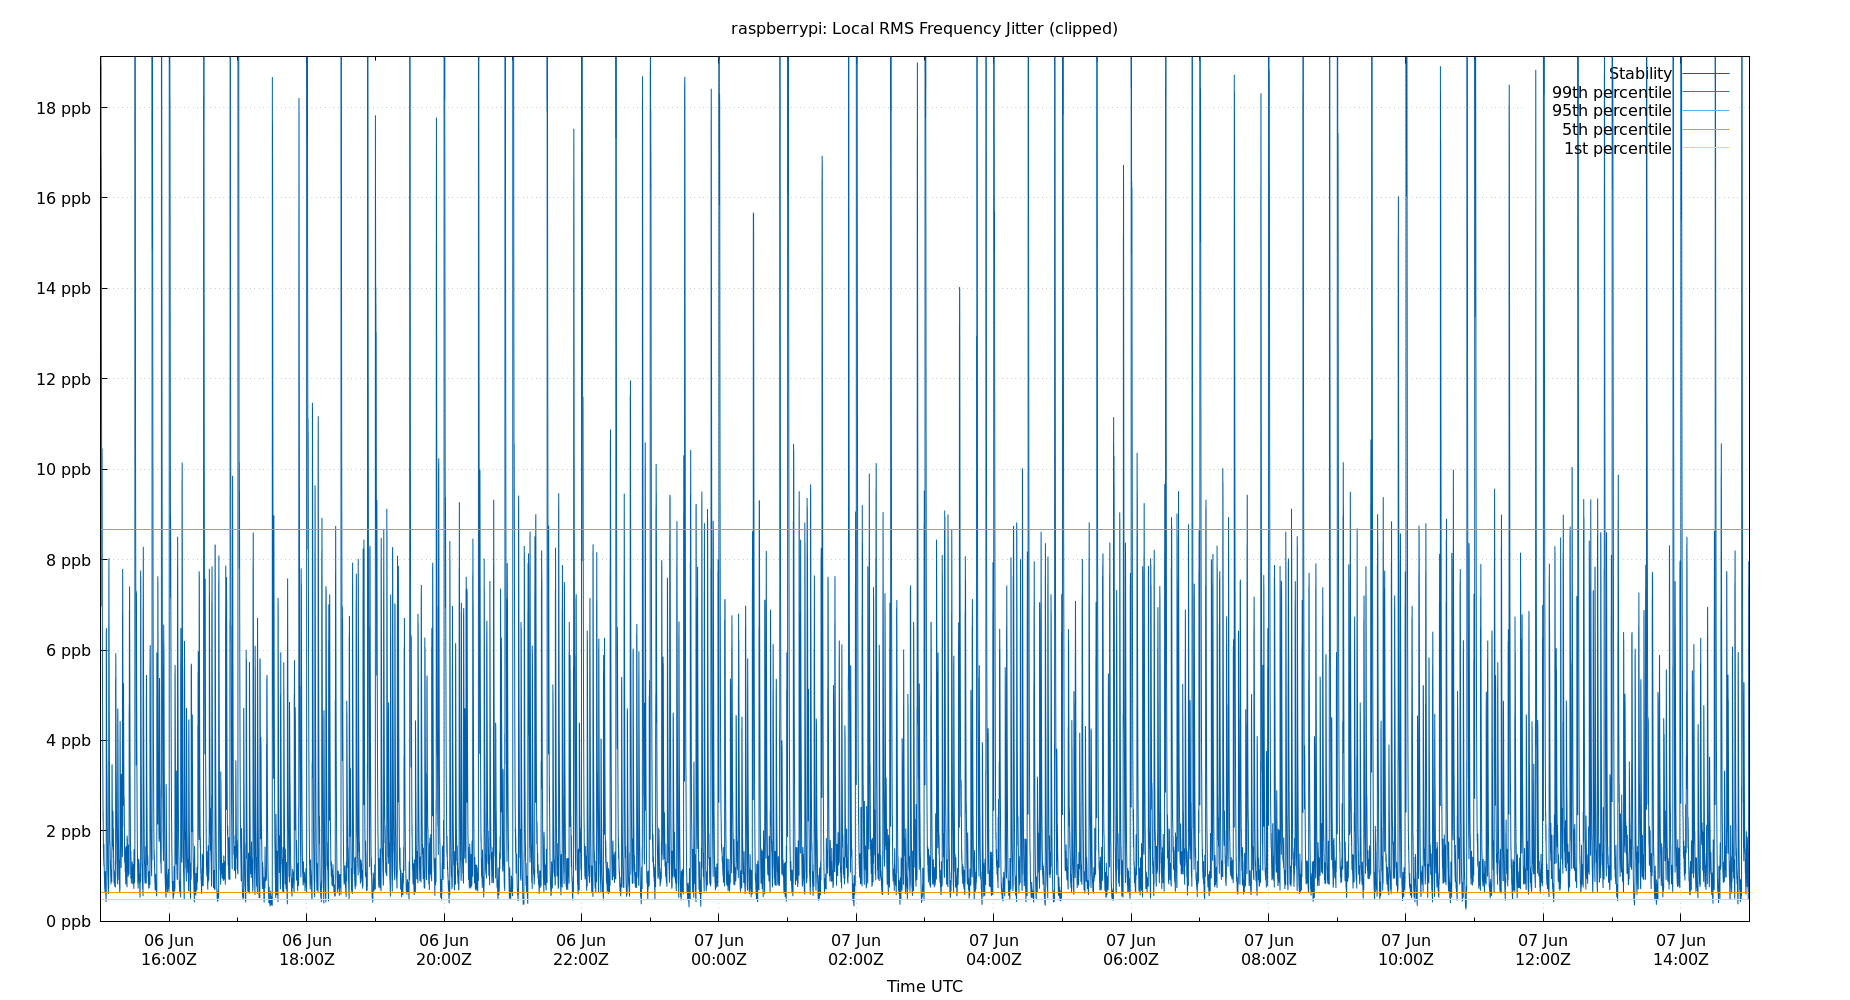 raspberrypi: Local RMS Frequency Jitter (clipped)
Stability
99th percentile
95th percentile
5th percentile
1st percentile
18 ppb
16 ppb
14 ppb
12 ppb
10 ppb
8 ppb
6 ppb
4 ppb
2 ppb
0 ppb
06 Jun 06 Jun 06 Jun 06 Jun 07 Jun 07 Jun 07 Jun 07 Jun 07 Jun 07 Jun 07 Jun 07 Jun
16:00Z 18:00Z 20:00Z 22:00Z 00:00Z 02:00Z 04:00Z 06:00Z 08:00Z 10:00Z 12:00Z 14:00Z
Time UTC